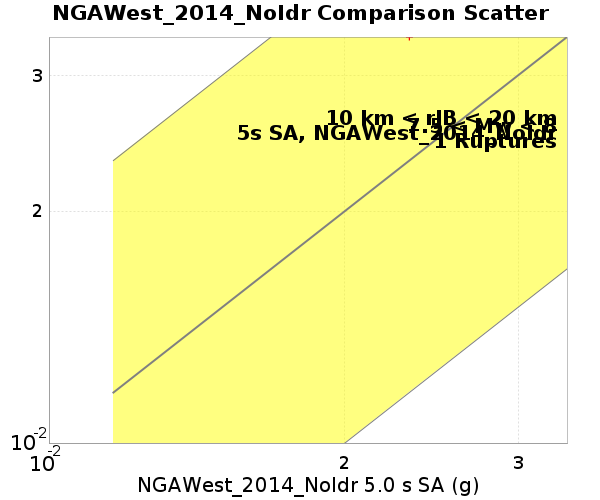 NGAWest_2014_NoIdr Comparison Scatter
3
10 km < rJB < 20 km
5s SA, NGAWest_2014_NoIdr
1 Ruptures
2
10-2
10-2
2
3
NGAWest_2014_NoIdr 5.0 s SA (g)